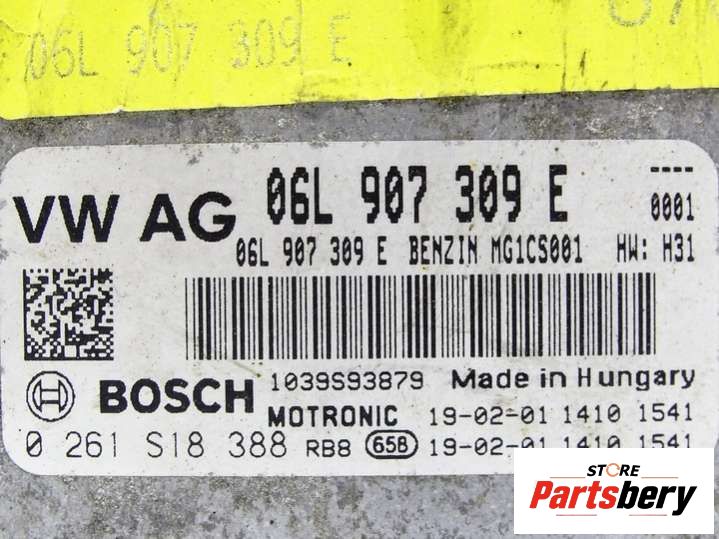 06L 907 309 E
VW AG 06L 907 309 E ---- 0001
06L 907 309 E BENZIN MG1CS001 HW: H31
BOSCH 1039S93879 Made in Hungary
MOTRONIC 19-02-01 1410 1541
0 261 S18 388 RB8 65B 19-02-01 1410 1541
STORE
Partsbery